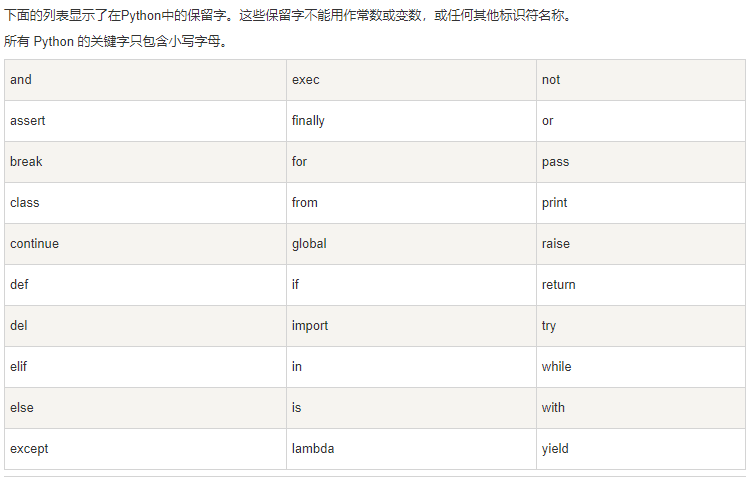 下面的列表显示了在Python中的保留字。这些保留字不能用作常数或变数，或任何其他标识符名称。
所有 Python 的关键字只包含小写字母。
and exec not
assert finally or
break for pass
class from print
continue global raise
def if return
del import try
elif in while
else is with
except lambda yield